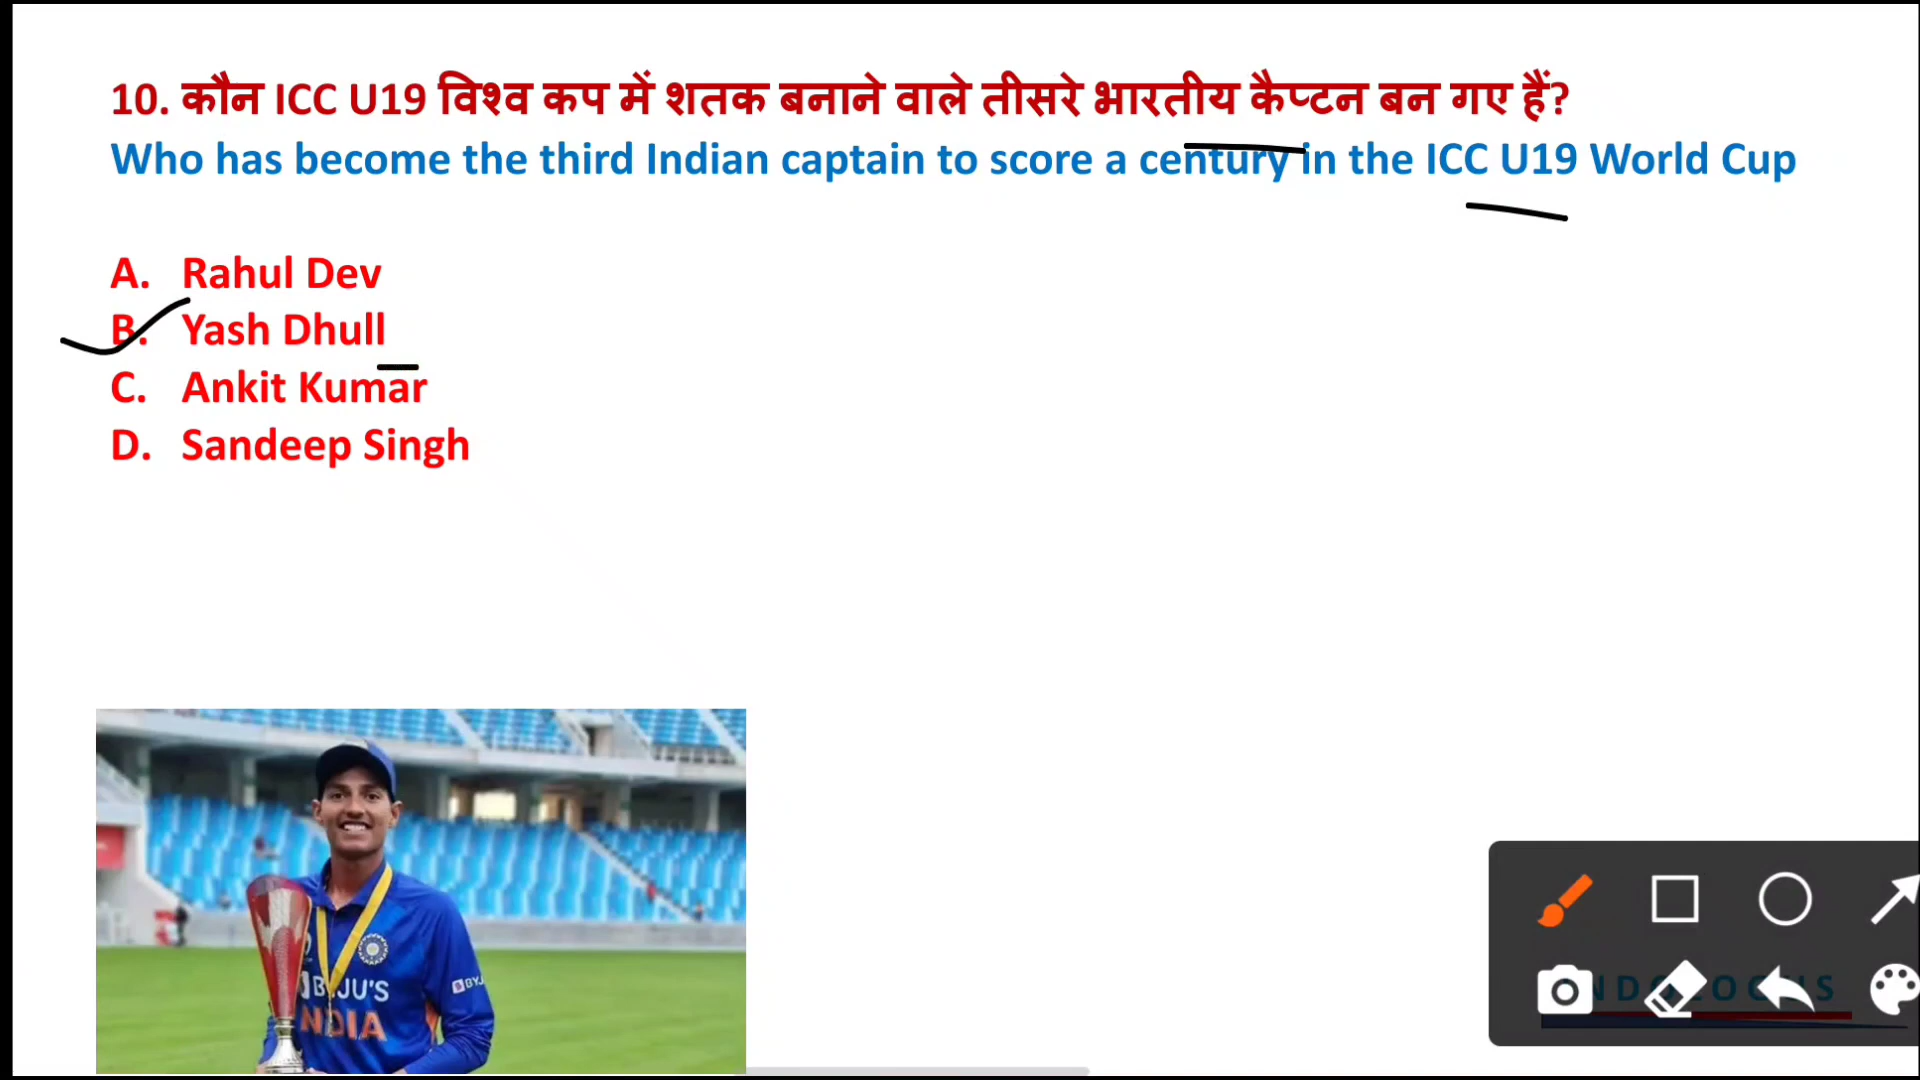 10. कौन ICC U19 विश्व कप में शतक बनाने वाले तीसरे भारतीय कैप्टन बन गए हैं?
Who has become the third Indian captain to score a century in the ICC U19 World Cup
A. Rahul Dev
B. Yash Dhull
C. Ankit Kumar
D. Sandeep Singh
BYJU'S
INDIA